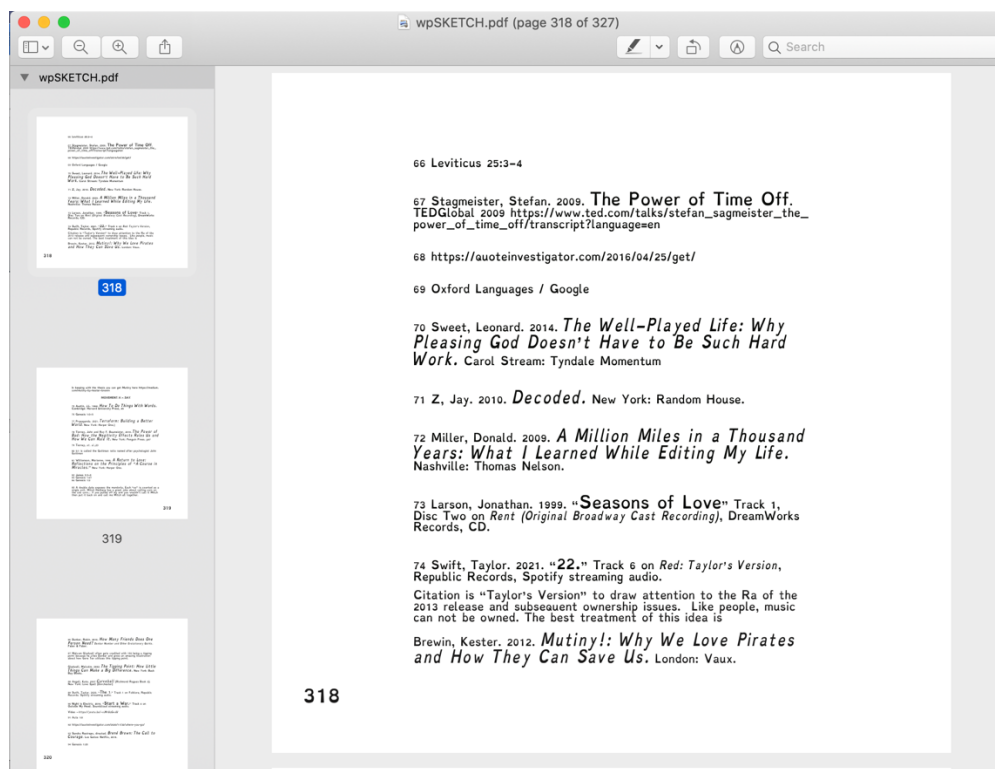 wpSKETCH.pdf (page 318 of 327)
Search
wpSKETCH.pdf
318
319
66 Leviticus 25:3–4
67 Stagmeister, Stefan. 2009. The Power of Time Off.
TEDGlobal 2009 https://www.ted.com/talks/stefan_sagmeister_the_
power_of_time_off/transcript?language=en
68 https://quoteinvestigator.com/2016/04/25/get/
69 Oxford Languages / Google
70 Sweet, Leonard. 2014. The Well–Played Life: Why
Pleasing God Doesn't Have to Be Such Hard
Work. Carol Stream: Tyndale Momentum
71 Z, Jay. 2010. Decoded. New York: Random House.
72 Miller, Donald. 2009. A Million Miles in a Thousand
Years: What I Learned While Editing My Life.
Nashville: Thomas Nelson.
73 Larson, Jonathan. 1999. “Seasons of Love” Track 1,
Disc Two on Rent (Original Broadway Cast Recording), DreamWorks
Records, CD.
74 Swift, Taylor. 2021. “22.” Track 6 on Red: Taylor's Version,
Republic Records, Spotify streaming audio.
Citation is “Taylor's Version” to draw attention to the Ra of the
2013 release and subsequent ownership issues. Like people, music
can not be owned. The best treatment of this idea is
Brewin, Kester. 2012. Mutiny!: Why We Love Pirates
and How They Can Save Us. London: Vaux.
318